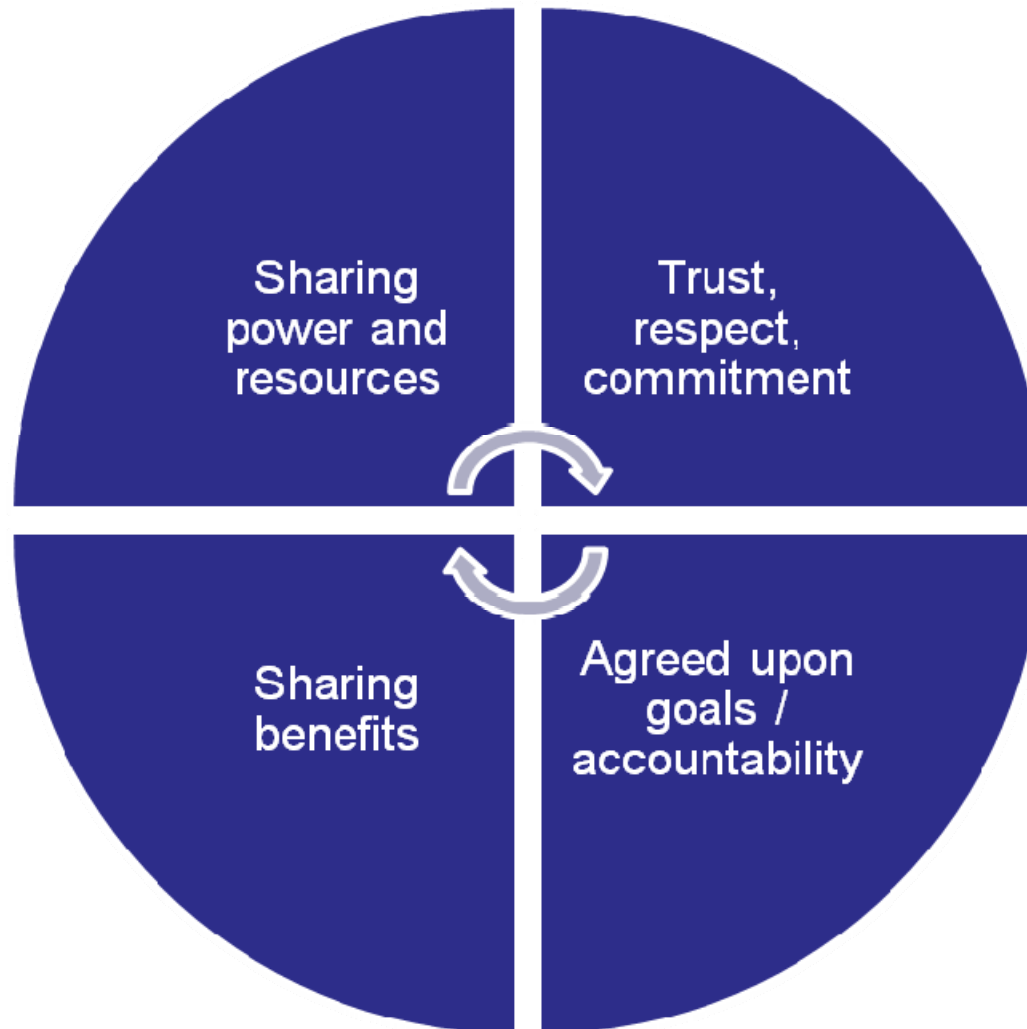 Sharing
power and
resources
Trust,
respect,
commitment
Sharing
benefits
Agreed upon
goals /
accountability